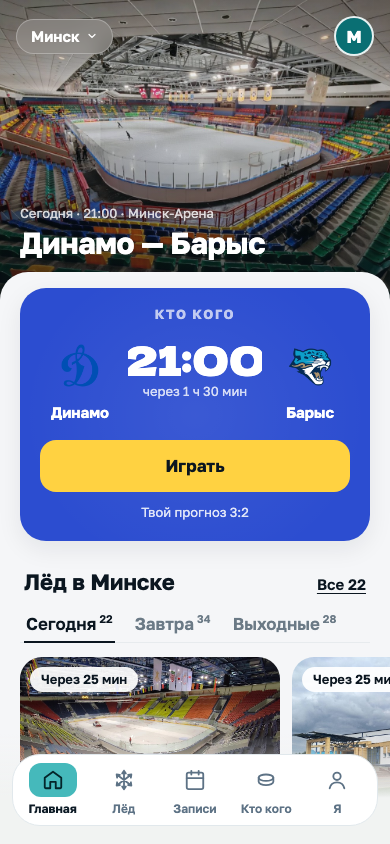 Минск
М
Сегодня · 21:00 · Минск-Арена
Динамо — Барыс
КТО КОГО
21:00
через 1 ч 30 мин
Динамо
Барыс
Играть
Твой прогноз 3:2
Лёд в Минске
Все 22
Сегодня 22 Завтра 34 Выходные 28
Через 25 мин
Через 25 ми
Главная Лёд Записи Кто кого Я